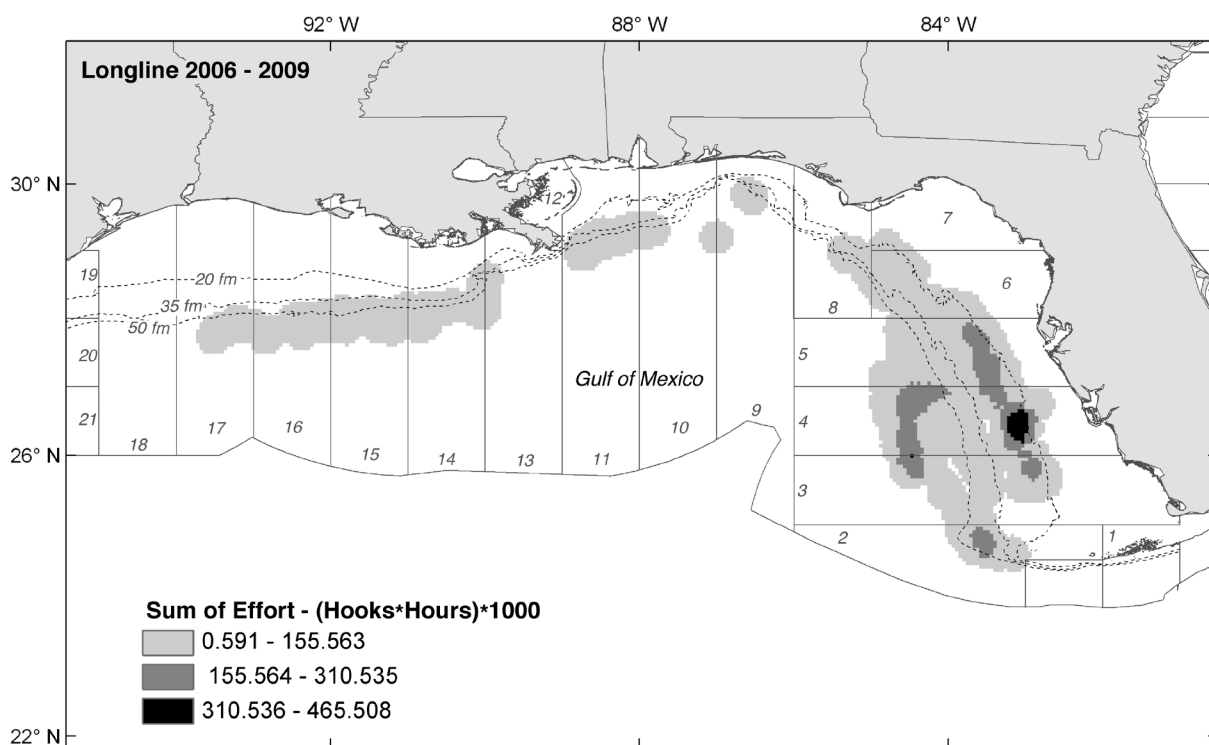 92° W 88° W 84° W
Longline 2006 - 2009
30° N
12
7
19
20 fm
6
35 fm
8
50 fm
20
5
Gulf of Mexico
21
9
4
18 17 16 15 14 13 11 10
26° N
3
2
1
Sum of Effort - (Hooks*Hours)*1000
0.591 - 155.563
155.564 - 310.535
310.536 - 465.508
22° N